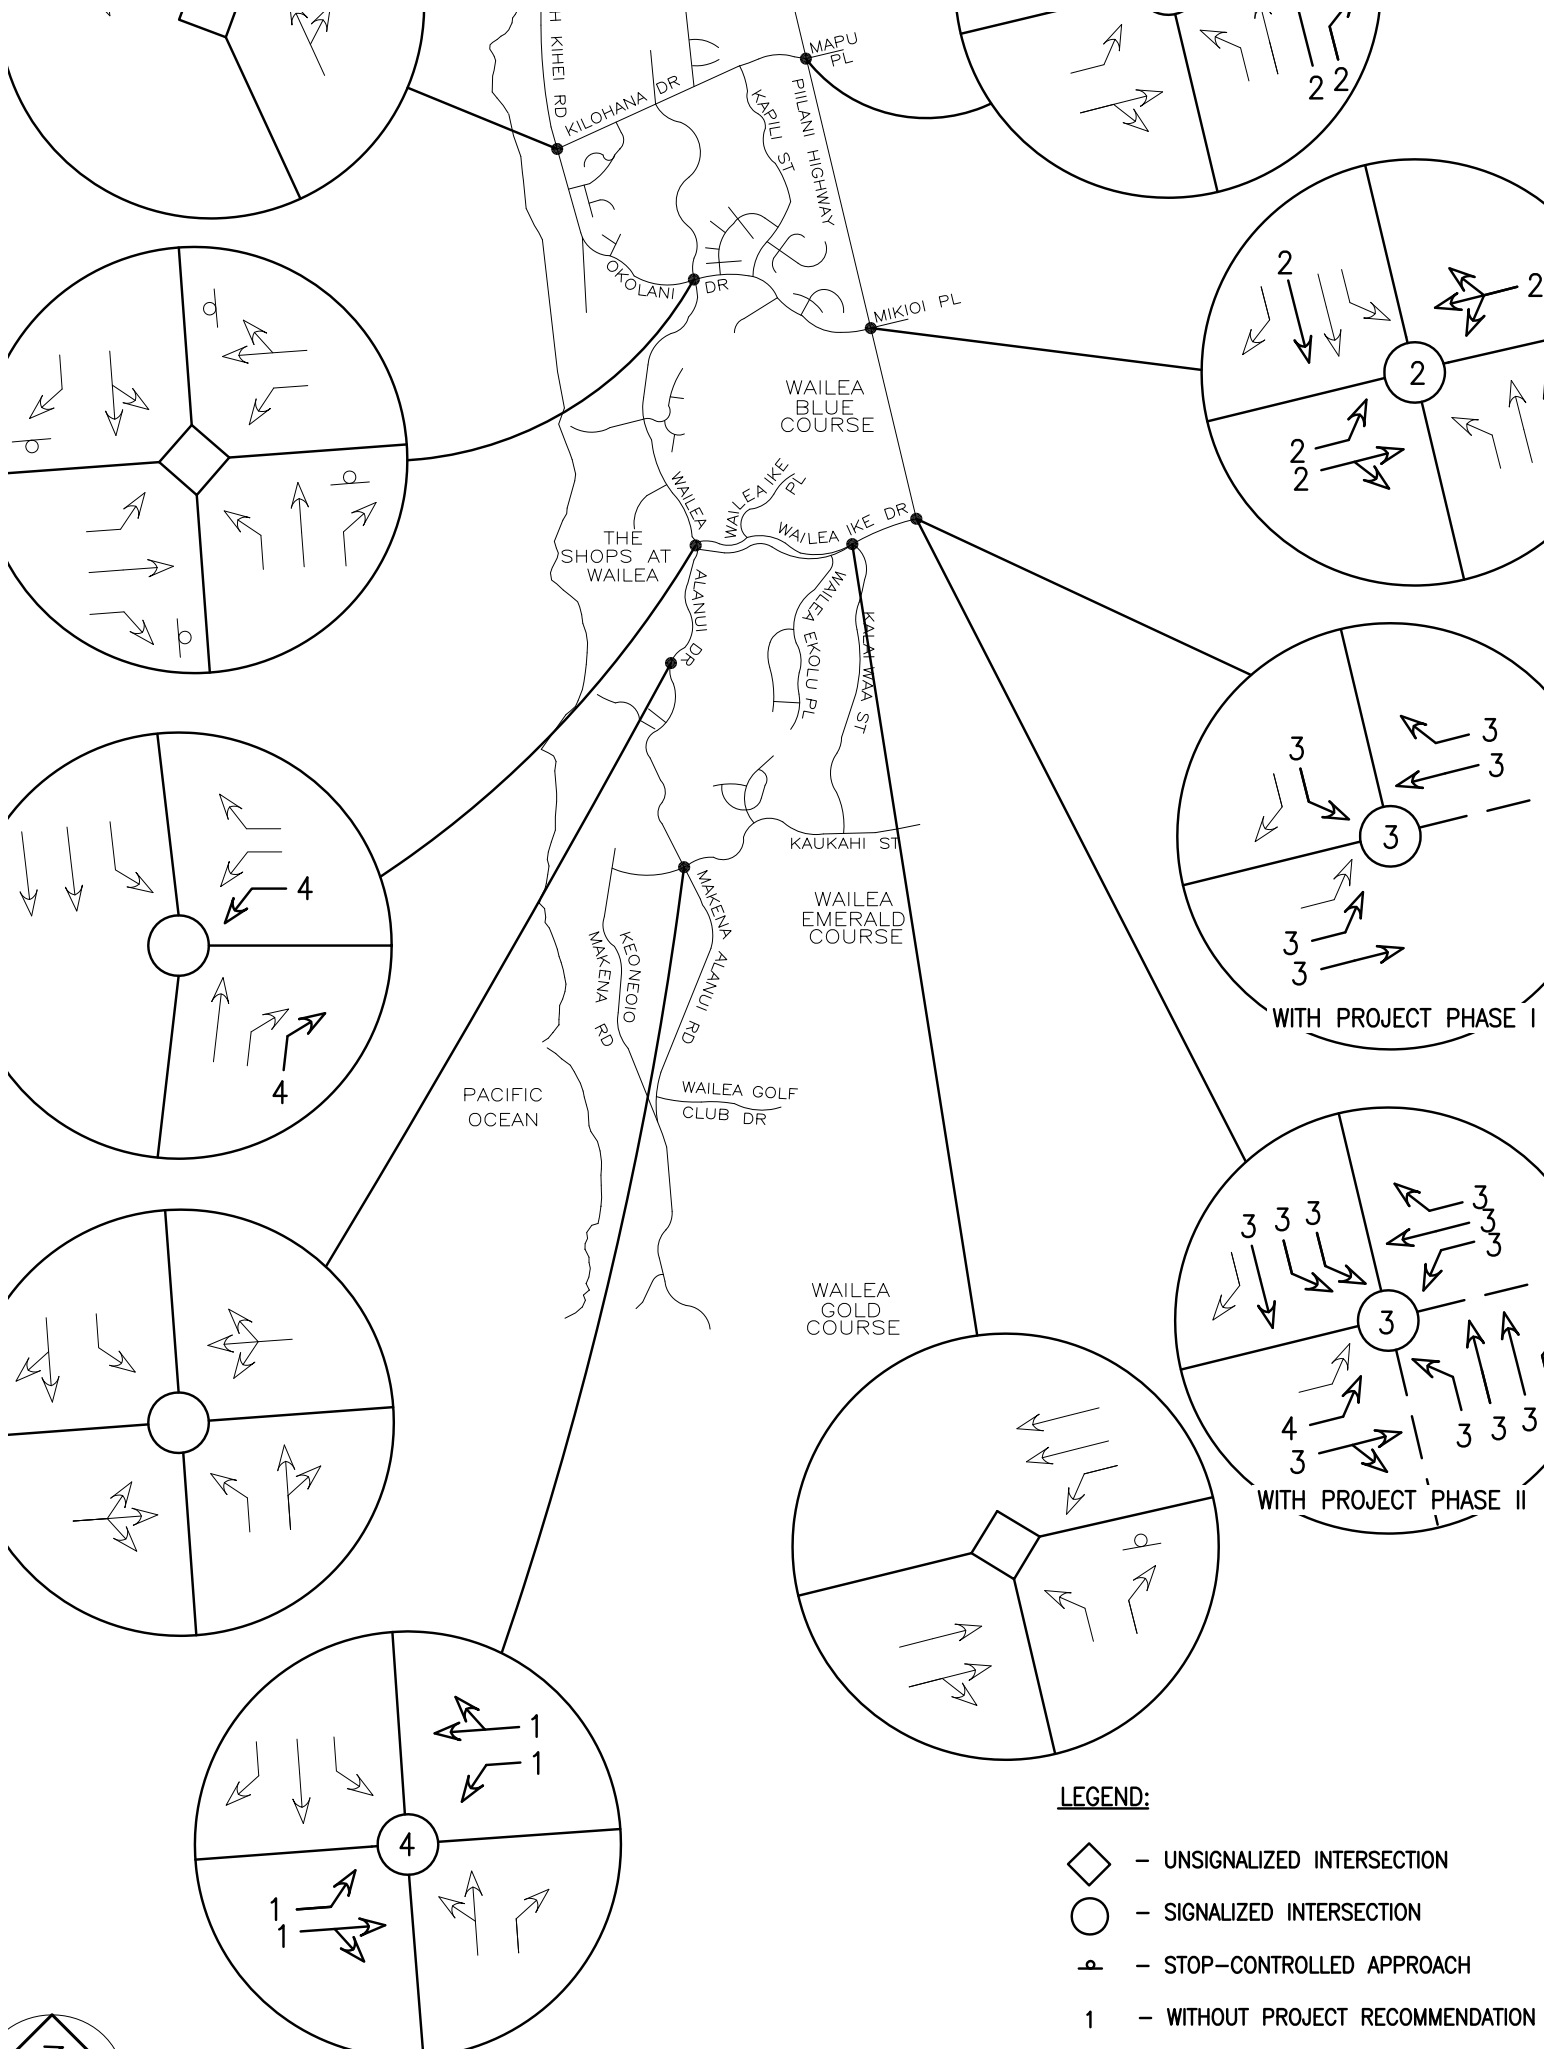 H KIHEI RD
KILOHANA DR
MAPU
PL
KAPILI ST
PIILANI HIGHWAY
2 2
2
2
2
2
2
OKOLANI
DR
MIKIOI PL
WAILEA
BLUE
COURSE
WAILEA
WAILEA IKE
PL
WAILEA IKE DR
THE
SHOPS AT
WAILEA
ALANUI DR
WAILEA EKOLU PL
KALAI WAA ST
3
3
3
3
3
3
WITH PROJECT PHASE I
4
4
KAUKAHI ST
WAILEA
EMERALD
COURSE
MAKENA ALANUI RD
KEONEOIO
MAKENA RD
PACIFIC
OCEAN
WAILEA GOLF
CLUB DR
WAILEA
GOLD
COURSE
3 3 3
3
3
3
3
4
3
3 3 3
WITH PROJECT PHASE II
1
1
4
1
1
LEGEND:
– UNSIGNALIZED INTERSECTION
– SIGNALIZED INTERSECTION
– STOP–CONTROLLED APPROACH
1 – WITHOUT PROJECT RECOMMENDATION